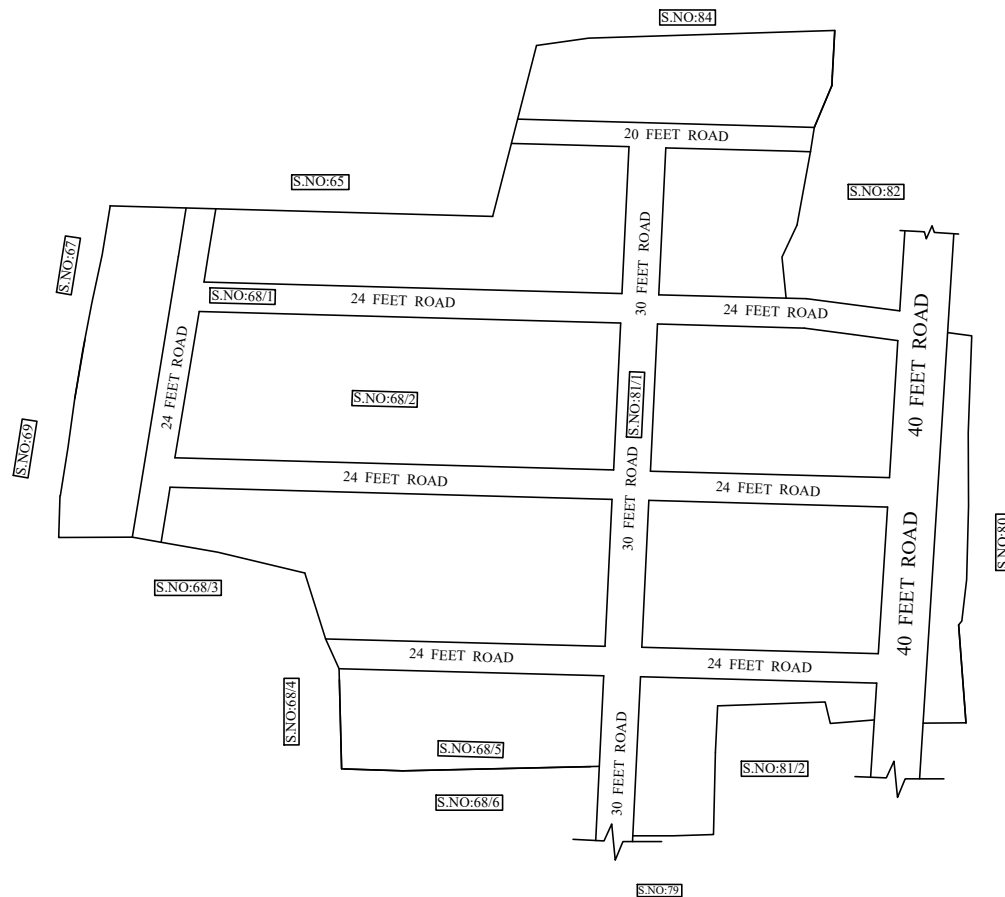 S.NO:84
20 FEET ROAD
S.NO:65
S.NO:82
30 FEET ROAD
S.NO:67
S.NO:68/1
24 FEET ROAD
24 FEET ROAD
40 FEET ROAD
24 FEET ROAD
S.NO:68/2
S.NO:81/1
S.NO:69
24 FEET ROAD
30 FEET ROAD
24 FEET ROAD
S.NO:80
40 FEET ROAD
S.NO:68/3
24 FEET ROAD
24 FEET ROAD
S.NO:68/4
S.NO:68/5
30 FEET ROAD
S.NO:81/2
S.NO:68/6
S.NO:79